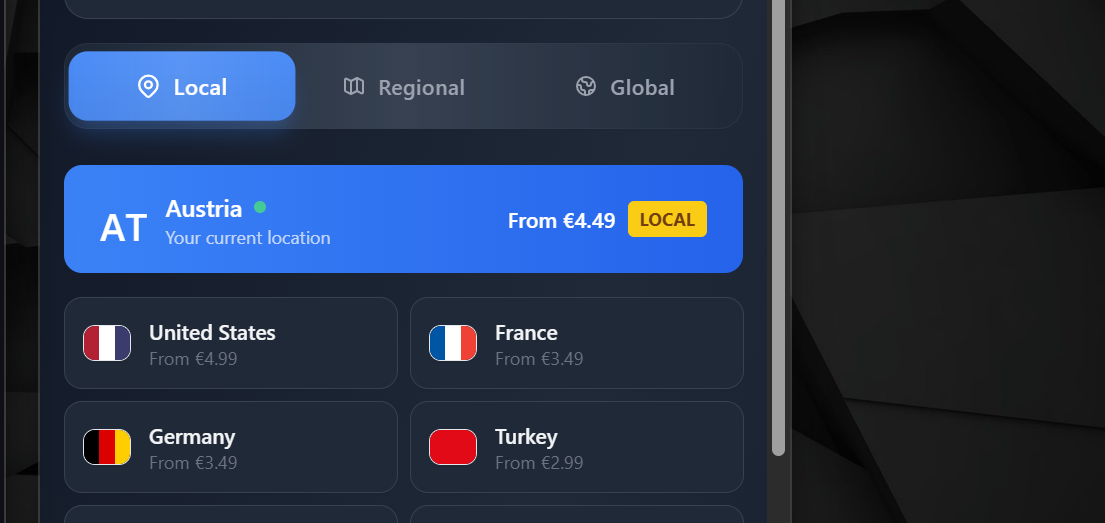 Local
Regional
Global
AT
Austria
Your current location
From €4.49
LOCAL
United States
From €4.99
France
From €3.49
Germany
From €3.49
Turkey
From €2.99